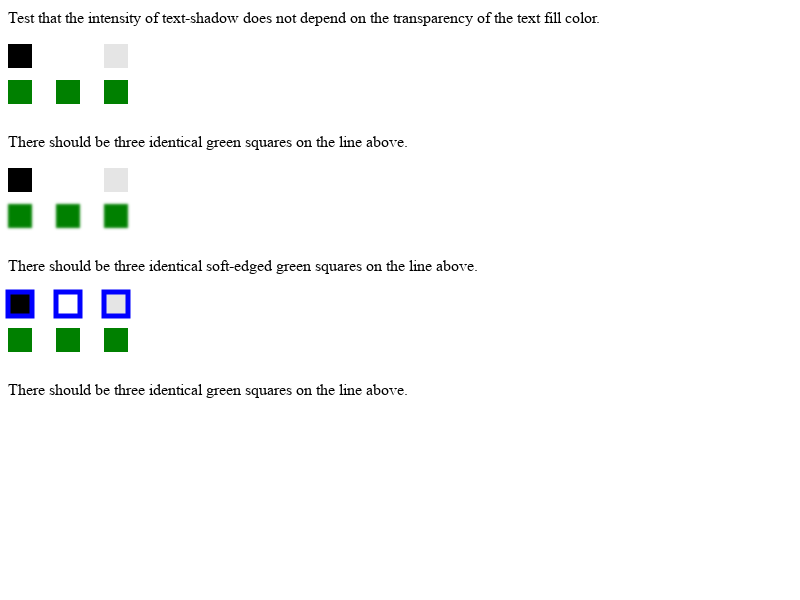 Test that the intensity of text-shadow does not depend on the transparency of the text fill color.
There should be three identical green squares on the line above.
There should be three identical soft-edged green squares on the line above.
There should be three identical green squares on the line above.